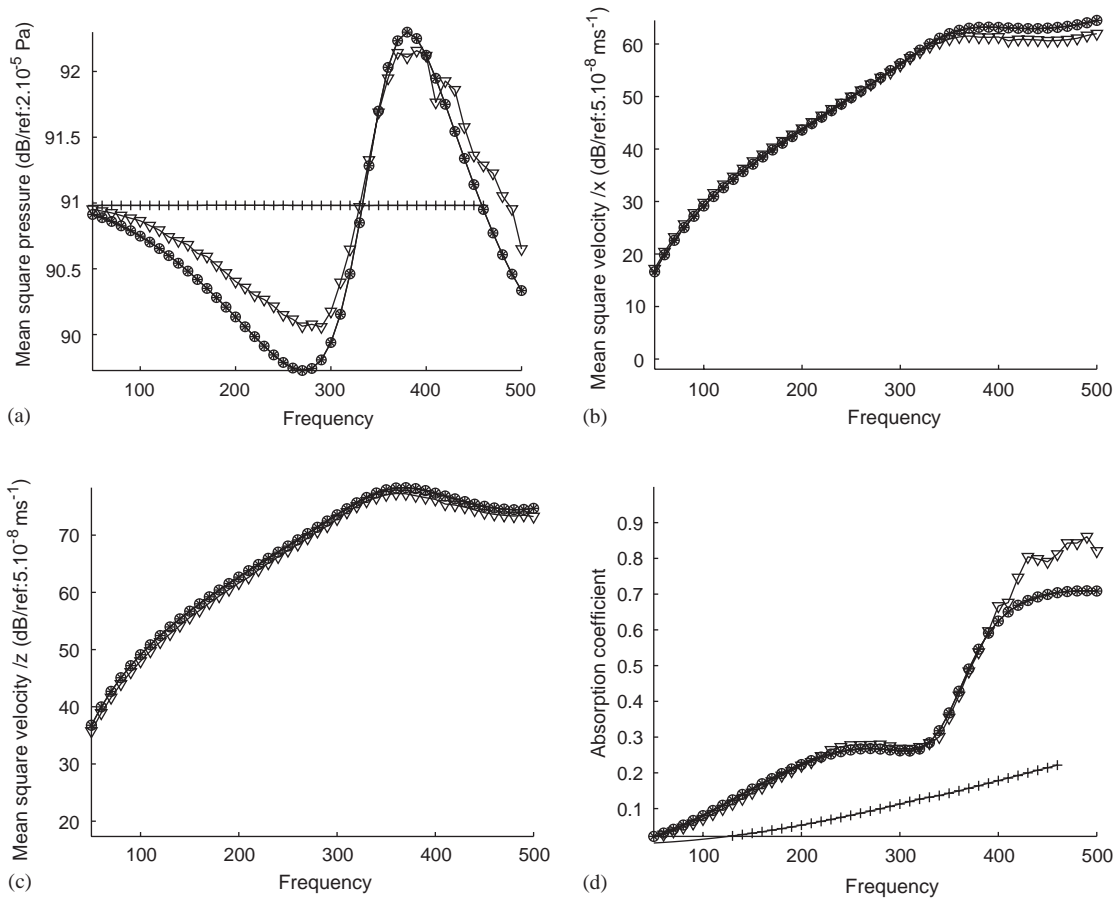 Mean square pressure (dB/ref:2.10⁻⁵ Pa)
92
91.5
91
90.5
90
100 200 300 400 500
Frequency
(a)
Mean square velocity /x (dB/ref:5.10⁻⁸ ms⁻¹)
60
50
40
30
20
10
0
100 200 300 400 500
Frequency
(b)
Mean square velocity /z (dB/ref:5.10⁻⁸ ms⁻¹)
70
60
50
40
30
20
100 200 300 400 500
Frequency
(c)
Absorption coefficient
0.9
0.8
0.7
0.6
0.5
0.4
0.3
0.2
0.1
100 200 300 400 500
Frequency
(d)